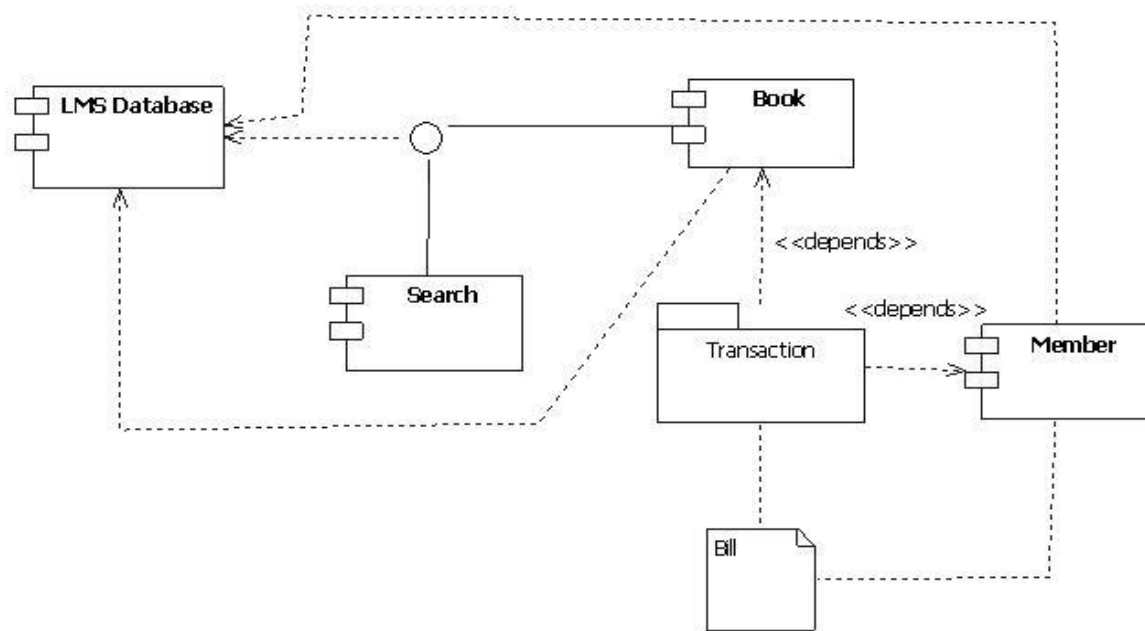 LMS Database
Book
<<depends>>
Search
<<depends>>
Transaction
Member
Bill